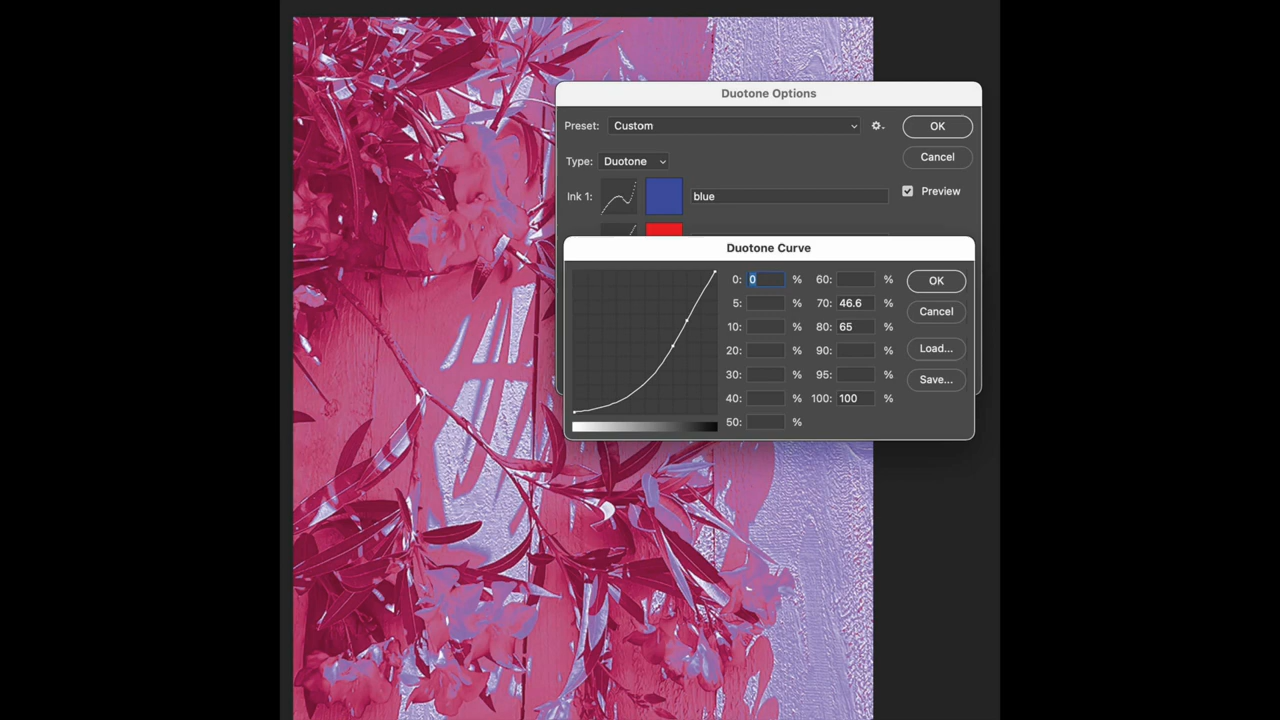 Duotone Options
Preset: Custom OK
Cancel
Type: Duotone
Preview
Ink 1: blue
Duotone Curve
0: 0 % 60: % OK
5: % 70: 46.6 %
Cancel
10: % 80: 65 %
20: % 90: % Load...
30: % 95: % Save...
40: % 100: 100 %
50: %